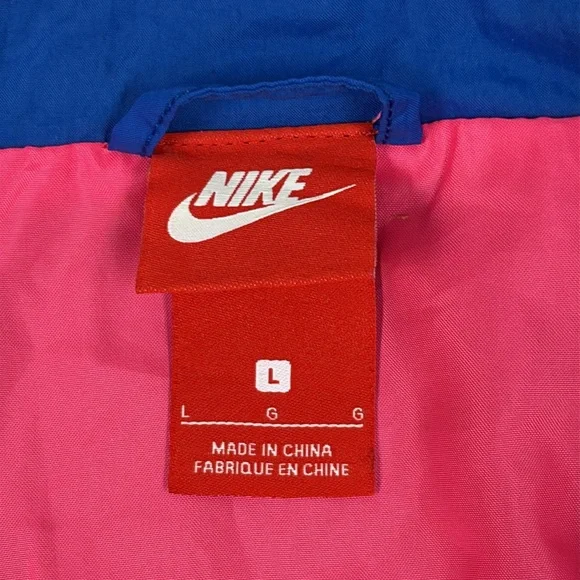 NIKE
L
L G G
MADE IN CHINA
FABRIQUE EN CHINE